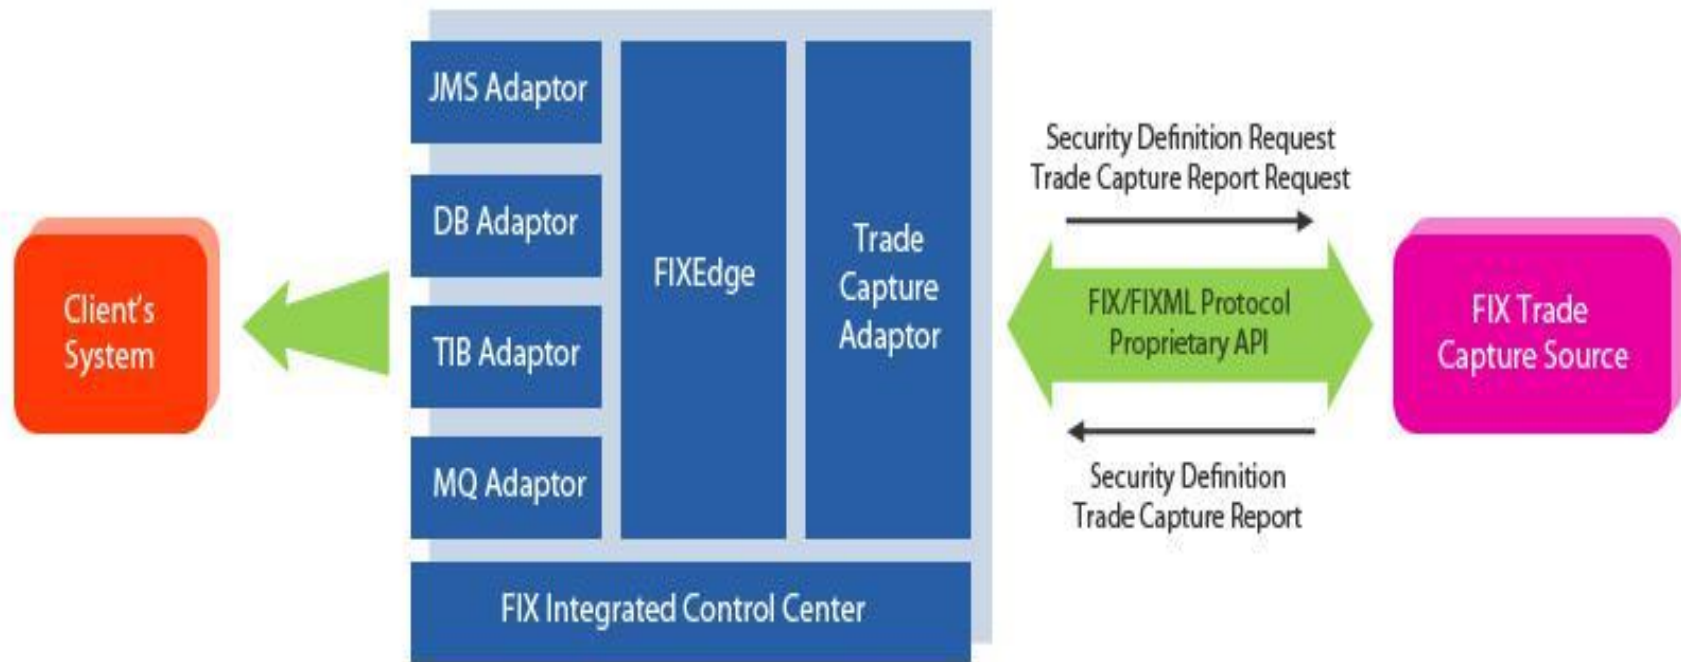 Client's
System
JMS Adaptor
DB Adaptor
TIB Adaptor
MQ Adaptor
FIXEdge
Trade
Capture
Adaptor
FIX Integrated Control Center
Security Definition Request
Trade Capture Report Request
FIX/FIXML Protocol
Proprietary API
Security Definition
Trade Capture Report
FIX Trade
Capture Source